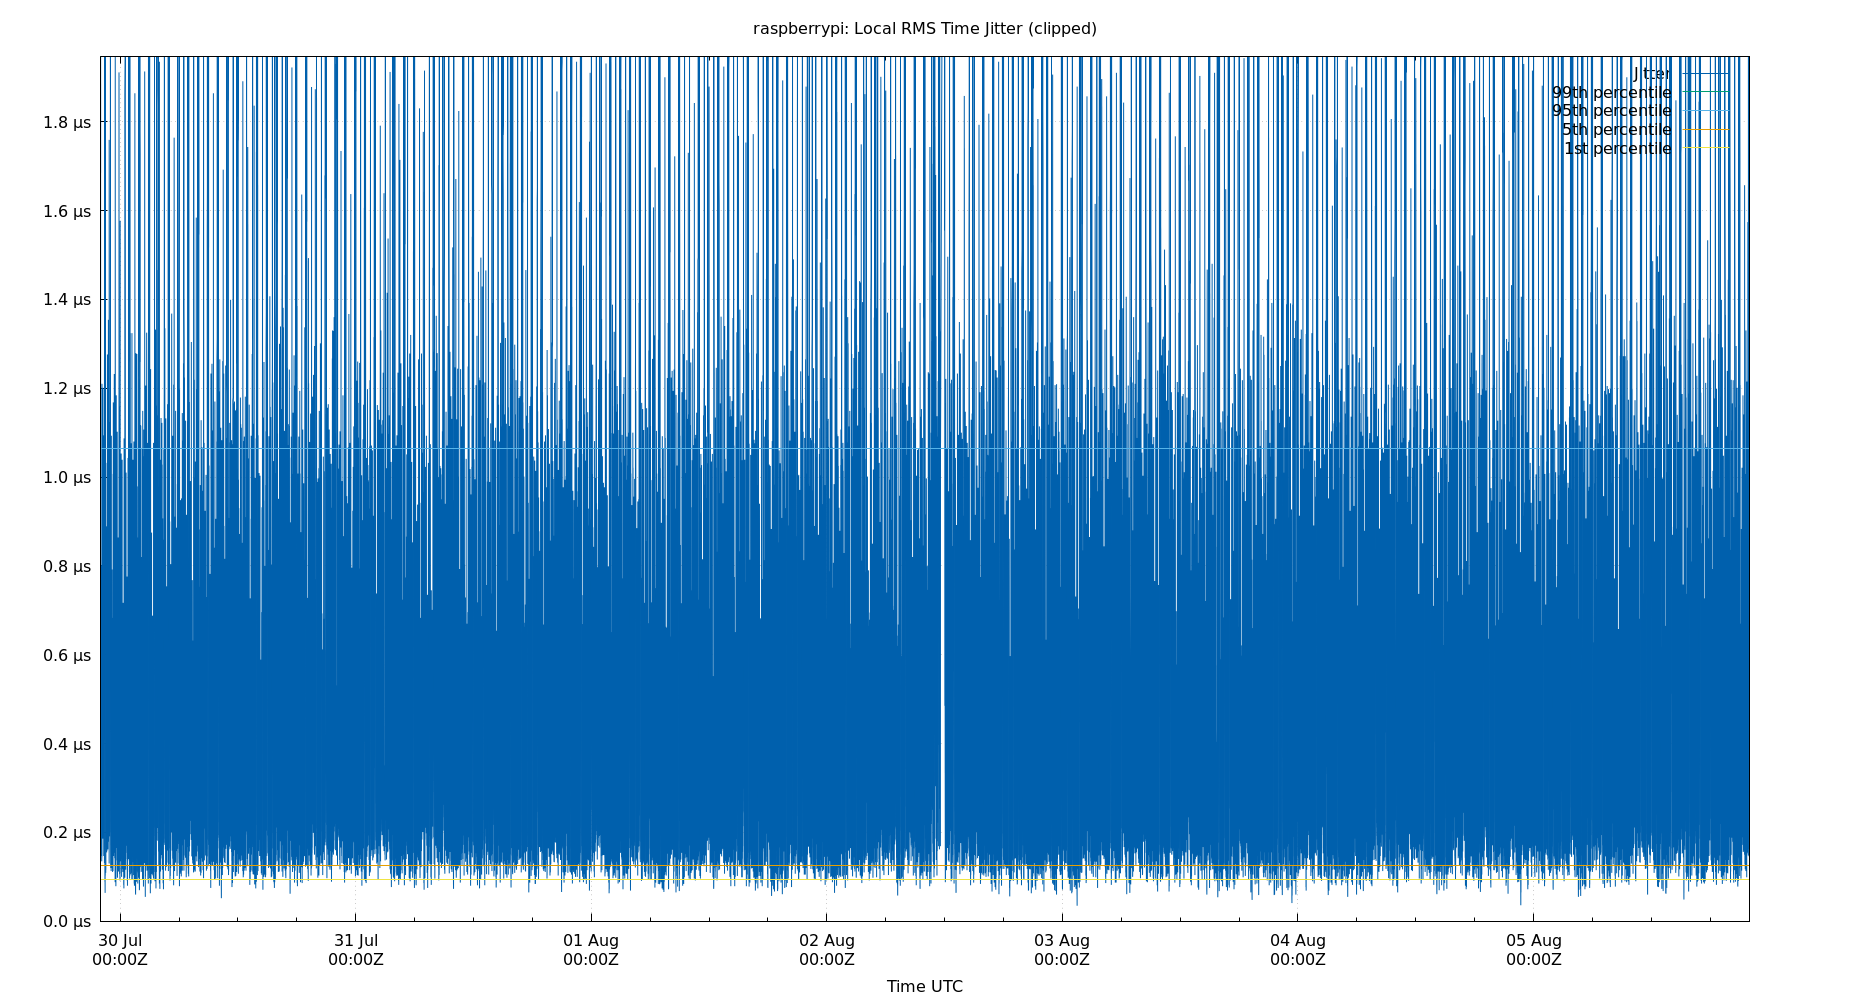 raspberrypi: Local RMS Time Jitter (clipped)
Jitter
99th percentile
95th percentile
5th percentile
1st percentile
1.8 µs
1.6 µs
1.4 µs
1.2 µs
1.0 µs
0.8 µs
0.6 µs
0.4 µs
0.2 µs
0.0 µs
30 Jul 31 Jul 01 Aug 02 Aug 03 Aug 04 Aug 05 Aug
00:00Z 00:00Z 00:00Z 00:00Z 00:00Z 00:00Z 00:00Z
Time UTC